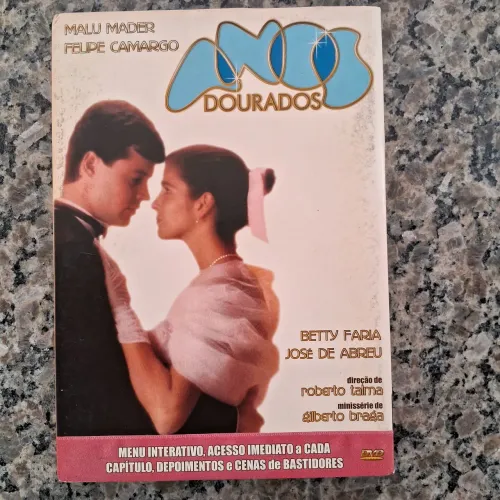 MALU MADER
FELIPE CAMARGO
ANOS
DOURADOS
BETTY FARIA
JOSÉ DE ABREU
direção de
roberto talma
minissérie de
gilberto braga
MENU INTERATIVO, ACESSO IMEDIATO a CADA
CAPÍTULO, DEPOIMENTOS e CENAS de BASTIDORES
DVD